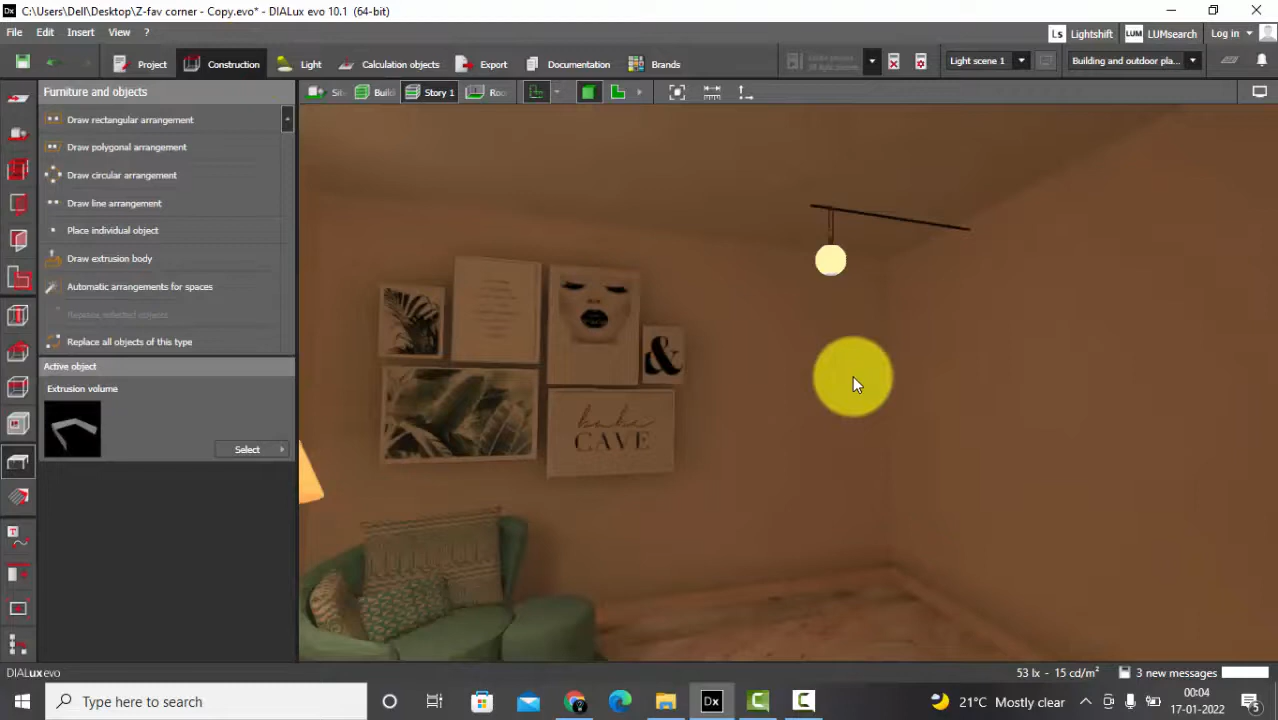 C:\Users\Dell\Desktop\Z-fav corner - Copy.evo* - DIALux evo 10.1 (64-bit)
File Edit Insert View ?
Ls Lightshift LUM LUMsearch Log in
Project Construction Light Calculation objects Export Documentation Brands
Light scene 1
Building and outdoor pla...
Furniture and objects
Story 1
Draw rectangular arrangement
Draw polygonal arrangement
Draw circular arrangement
Draw line arrangement
Place individual object
Draw extrusion body
Automatic arrangements for spaces
Replace selected objects
Replace all objects of this type
Active object
Extrusion volume
Select
&
CAVE
DIALux evo
53 lx - 15 cd/m²
3 new messages
Type here to search
Dx
21°C Mostly clear
00:04
17-01-2022
5